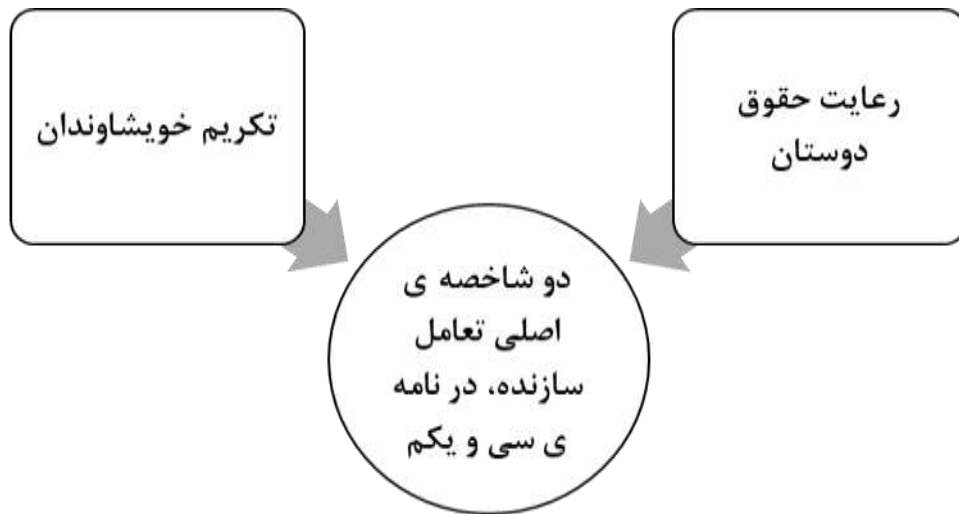 رعایت حقوق
دوستان
تکریم خویشاوندان
دو شاخصه ی
اصلی تعامل
سازنده، در نامه
ی سی و یکم